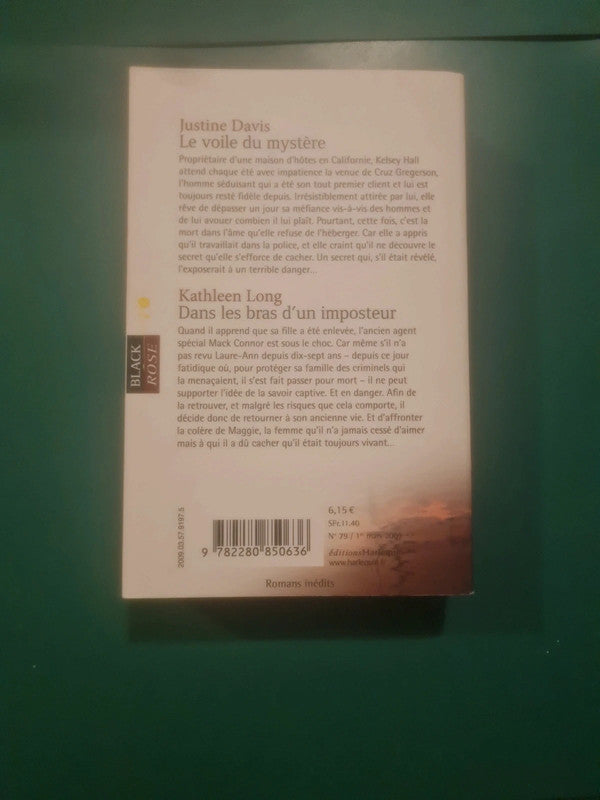 Justine Davis
Le voile du mystère
Propriétaire d'une maison d'hôtes en Californie, Kelsey Hall
attend chaque été avec impatience la venue de Cruz Gregerson,
l'homme séduisant qui a été son tout premier client et lui est
toujours resté fidèle depuis. Irrésistiblement attirée par lui, elle
rêve de dépasser un jour sa méfiance vis-à-vis des hommes et
de lui avouer combien il lui plaît. Pourtant, cette fois, c'est la
mort dans l'âme qu'elle refuse de l'héberger. Car elle a appris
qu'il travaillait dans la police, et elle craint qu'il ne découvre le
secret qu'elle s'efforce de cacher. Un secret qui, s'il était révélé,
l'exposerait à un terrible danger...
Kathleen Long
Dans les bras d'un imposteur
Quand il apprend que sa fille a été enlevée, l'ancien agent
spécial Mack Connor est sous le choc. Car même s'il n'a
pas revu Laure-Ann depuis dix-sept ans – depuis ce jour
fatidique où, pour protéger sa famille des criminels qui
la menaçaient, il s'est fait passer pour mort – il ne peut
supporter l'idée de la savoir captive. Et en danger. Afin de
la retrouver, et malgré les risques que cela comporte, il
décide donc de retourner à son ancienne vie. Et d'affronter
la colère de Maggie, la femme qu'il n'a jamais cessé d'aimer
mais à qui il a dû cacher qu'il était toujours vivant...
BLACK
ROSE
2009.03.57.9197.5
6,15 €
SFr.11.40
N° 79 / 1er mars 2009
éditionsHarlequin
www.harlequin.fr
9 782280 850636
Romans inédits